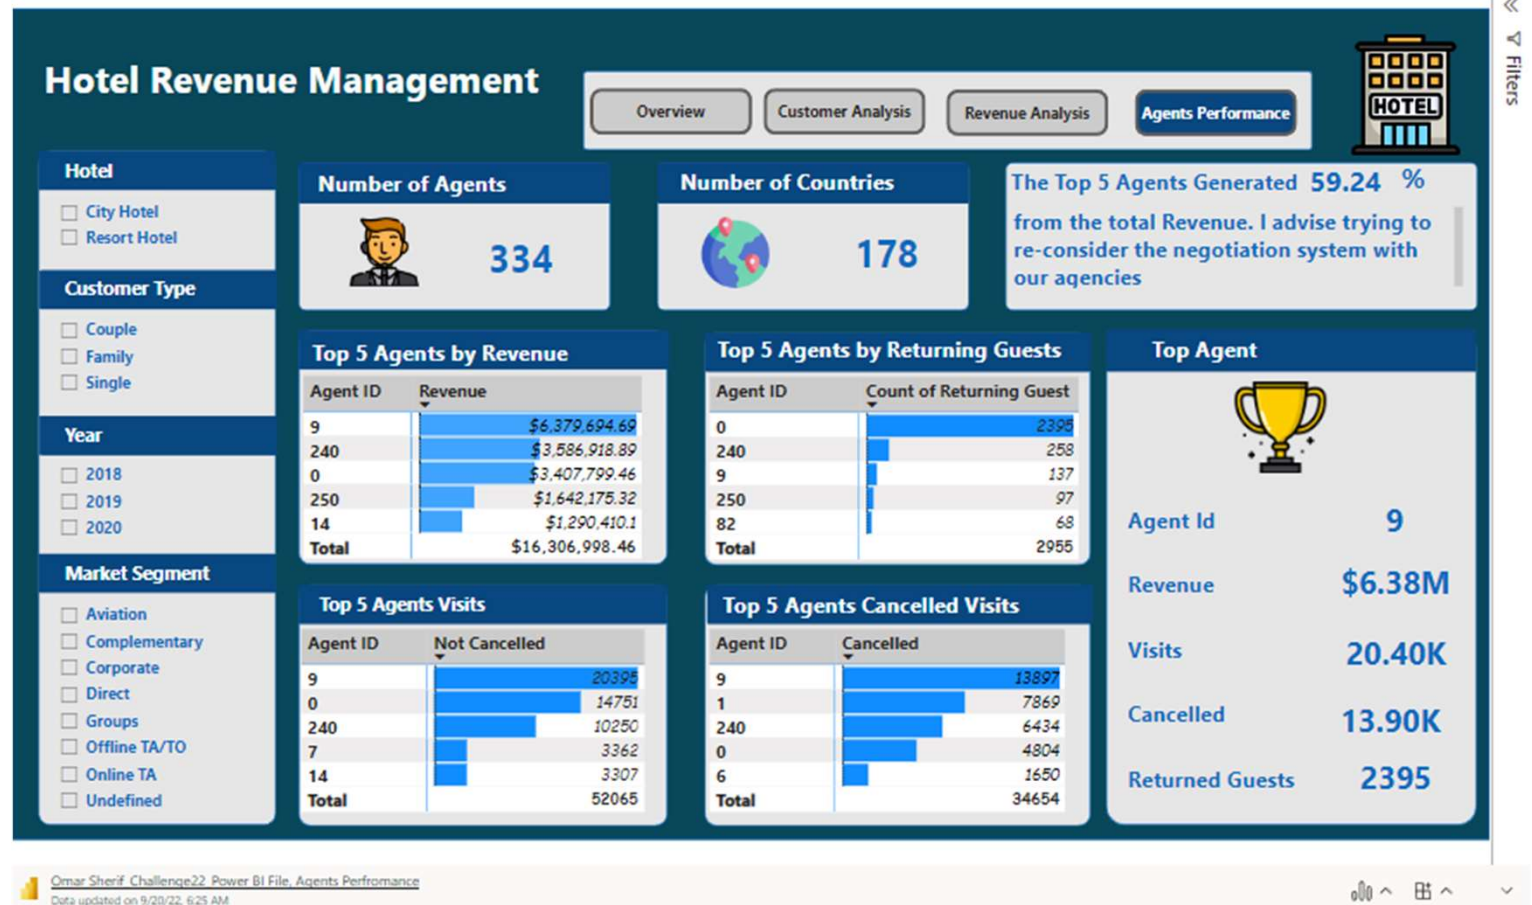 Filters
Hotel Revenue Management
Overview
Customer Analysis
Revenue Analysis
Agents Performance
HOTEL
Hotel
City Hotel
Resort Hotel
Customer Type
Couple
Family
Single
Year
2018
2019
2020
Market Segment
Aviation
Complementary
Corporate
Direct
Groups
Offline TA/TO
Online TA
Undefined
Number of Agents
334
Number of Countries
178
The Top 5 Agents Generated 59.24 %
from the total Revenue. I advise trying to
re-consider the negotiation system with
our agencies
Top 5 Agents by Revenue
Agent ID Revenue
9 $6,379,694.69
240 $3,586,918.89
0 $3,407,799.46
250 $1,642,175.32
14 $1,290,410.1
Total $16,306,998.46
Top 5 Agents by Returning Guests
Agent ID Count of Returning Guest
0 2395
240 258
9 137
250 97
82 68
Total 2955
Top 5 Agents Visits
Agent ID Not Cancelled
9 20395
0 14751
240 10250
7 3362
14 3307
Total 52065
Top 5 Agents Cancelled Visits
Agent ID Cancelled
9 13897
1 7869
240 6434
0 4804
6 1650
Total 34654
Top Agent
Agent Id 9
Revenue $6.38M
Visits 20.40K
Cancelled 13.90K
Returned Guests 2395
Omar Sherif_Challenge22_Power BI File, Agents Perfromance
Data updated on 9/20/22, 6:25 AM